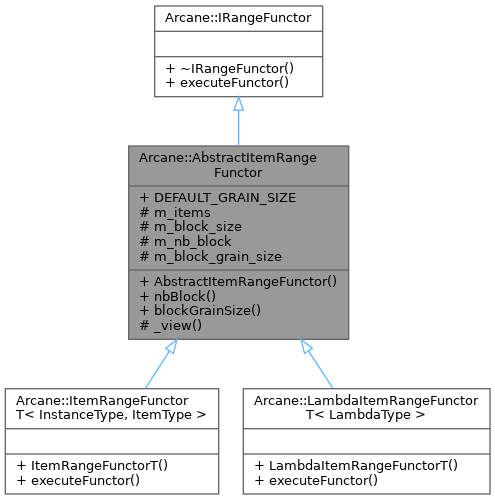 Arcane::IRangeFunctor
+ ~IRangeFunctor()
+ executeFunctor()
Arcane::AbstractItemRange
Functor
+ DEFAULT_GRAIN_SIZE
# m_items
# m_block_size
# m_nb_block
# m_block_grain_size
+ AbstractItemRangeFunctor()
+ nbBlock()
+ blockGrainSize()
# _view()
Arcane::ItemRangeFunctor
T< InstanceType, ItemType >
+ ItemRangeFunctorT()
+ executeFunctor()
Arcane::LambdaItemRangeFunctor
T< LambdaType >
+ LambdaItemRangeFunctorT()
+ executeFunctor()